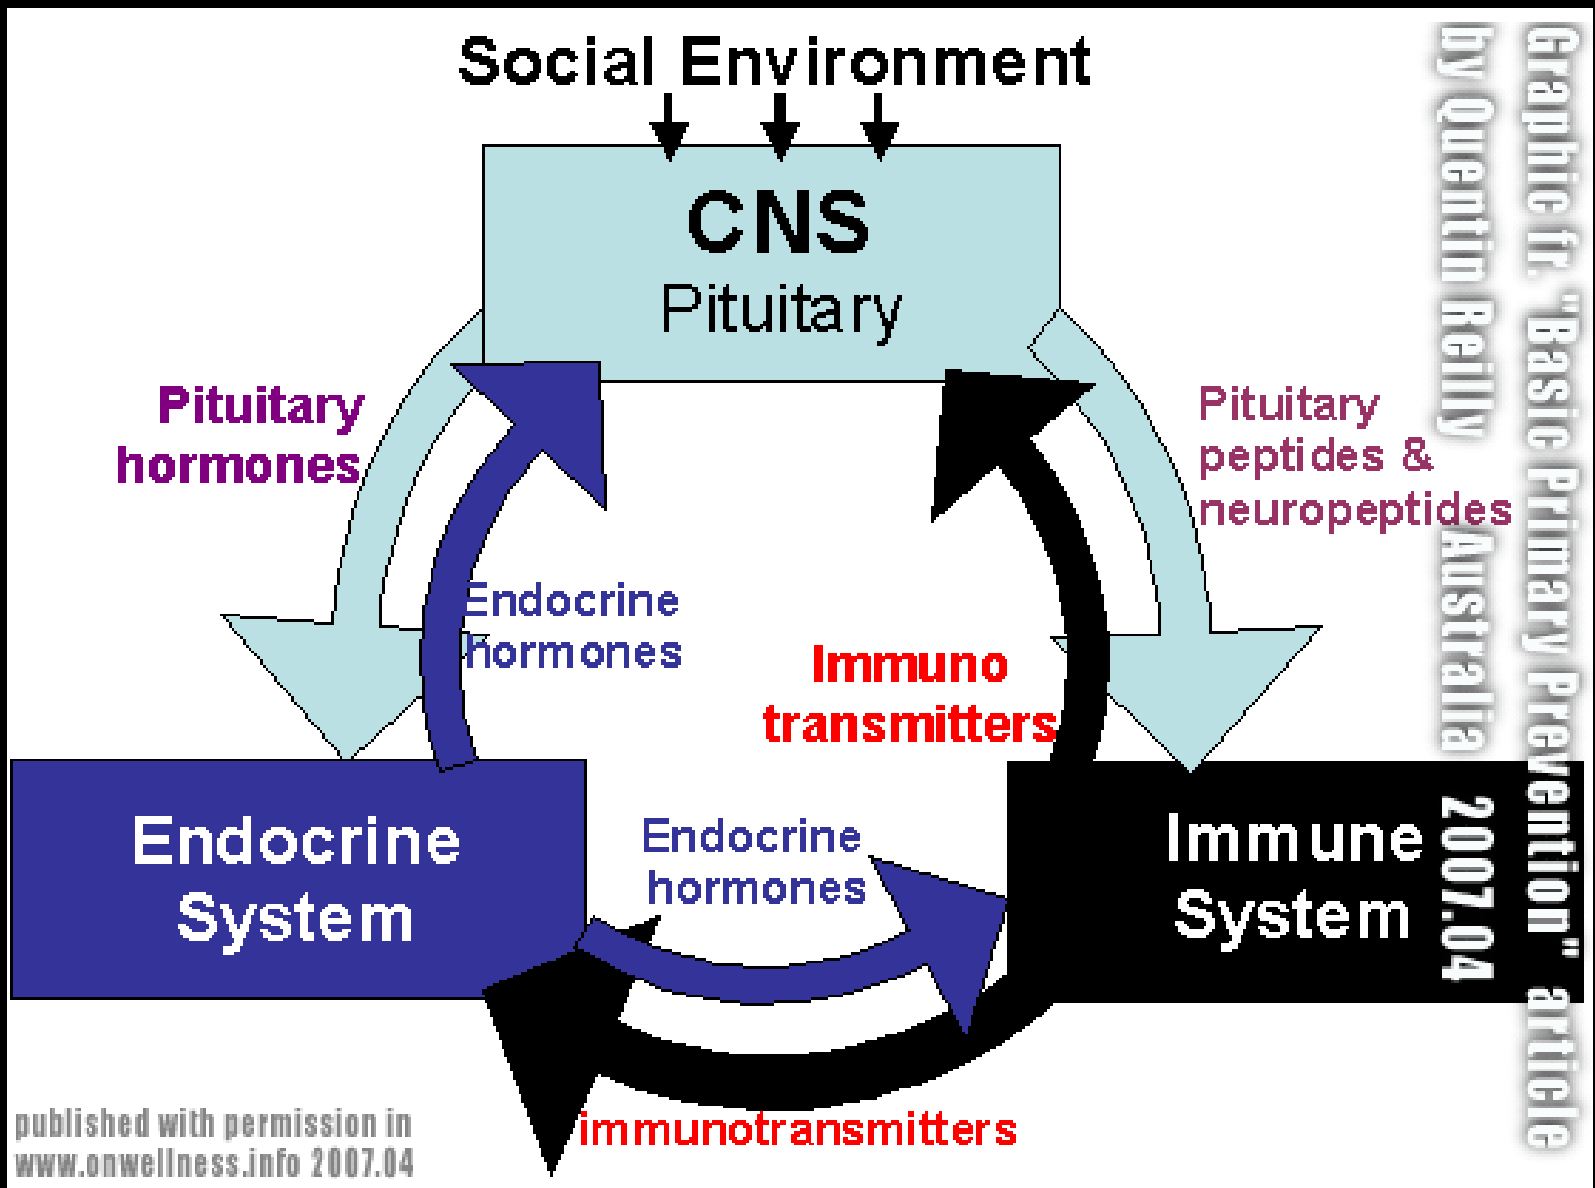 Social Environment
CNS
Pituitary
Pituitary
hormones
Pituitary
peptides &
neuropeptides
Endocrine
hormones
Immuno
transmitters
Endocrine
System
Endocrine
hormones
Immune
System
immunotransmitters
published with permission in
www.onwellness.info 2007.04
Graphic fr. "Basic Primary Prevention" article
by Quentin Reilly Australia 2007.04